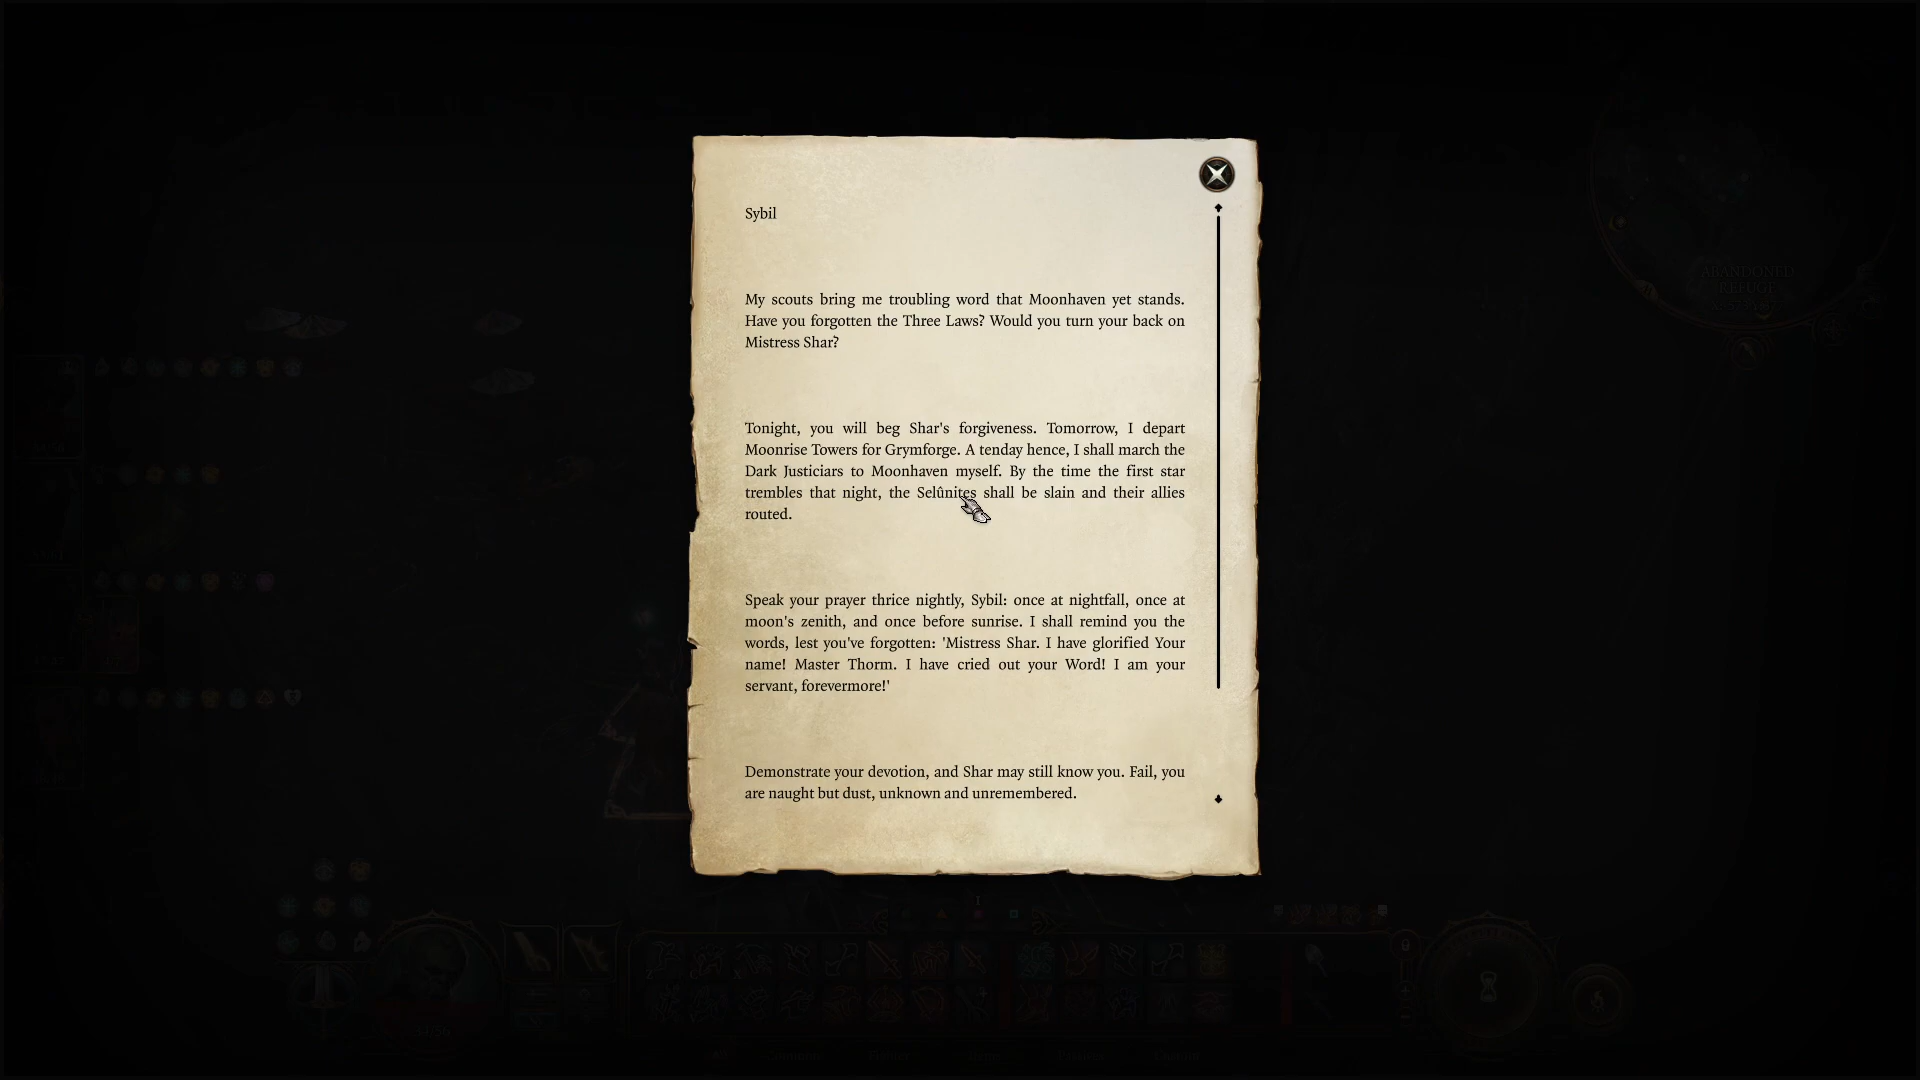 Sybil
My scouts bring me troubling word that Moonhaven yet stands.
Have you forgotten the Three Laws? Would you turn your back on
Mistress Shar?
Tonight, you will beg Shar's forgiveness. Tomorrow, I depart
Moonrise Towers for Grymforge. A tenday hence, I shall march the
Dark Justiciars to Moonhaven myself. By the time the first star
trembles that night, the Selûnites shall be slain and their allies
routed.
Speak your prayer thrice nightly, Sybil: once at nightfall, once at
moon's zenith, and once before sunrise. I shall remind you the
words, lest you've forgotten: 'Mistress Shar. I have glorified Your
name! Master Thorm. I have cried out your Word! I am your
servant, forevermore!'
Demonstrate your devotion, and Shar may still know you. Fail, you
are naught but dust, unknown and unremembered.
ABANDONED
REFUGE